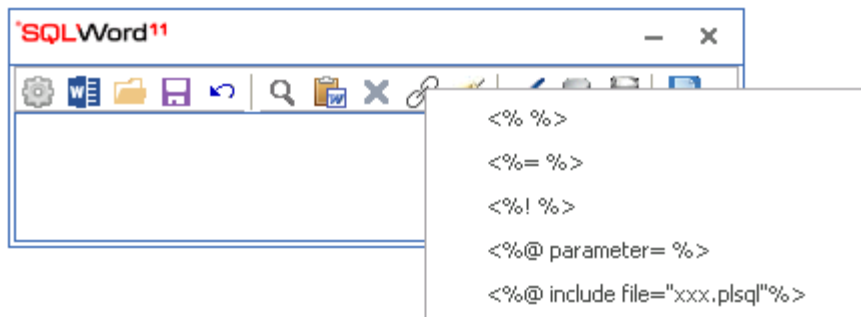 *SQLWord11
<% %>
<%= %>
<%! %>
<%@ parameter= %>
<%@ include file="xxx.plsql"%>